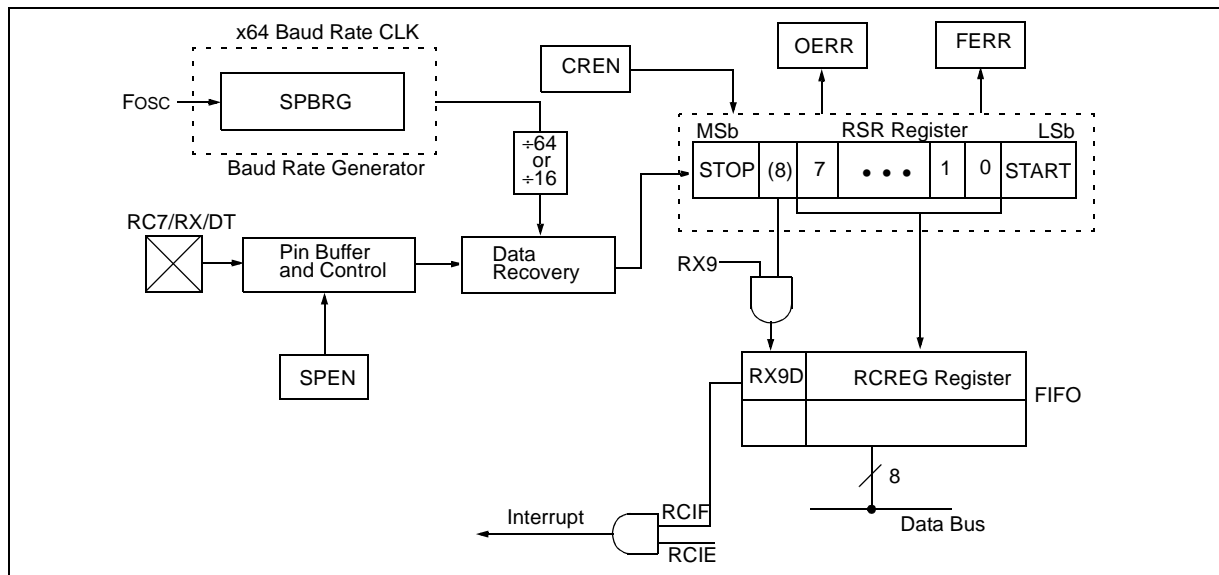 x64 Baud Rate CLK
FOSC
SPBRG
Baud Rate Generator
CREN
OERR
FERR
÷64
or
÷16
MSb
RSR Register
LSb
STOP
(8)
7
• • •
1
0
START
RC7/RX/DT
Pin Buffer
and Control
Data
Recovery
RX9
SPEN
RX9D
RCREG Register
FIFO
8
Data Bus
Interrupt
RCIF
RCIE